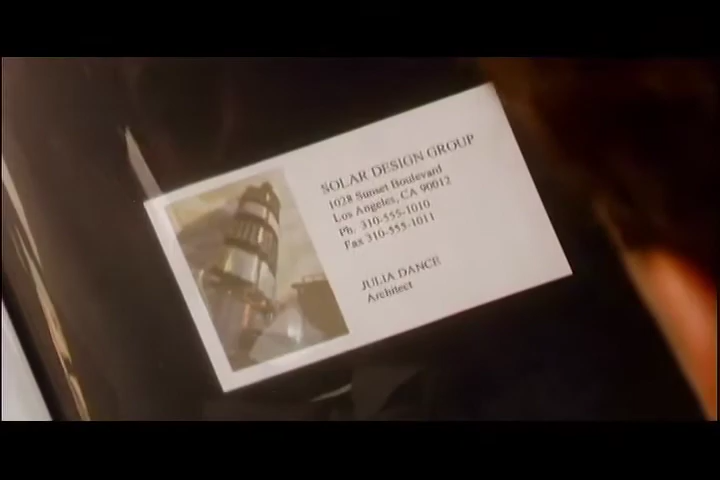 SOLAR DESIGN GROUP
1028 Sunset Boulevard
Los Angeles, CA 90012
Ph. 310-555-1010
Fax 310-555-1011
JULIA DANCE
Architect